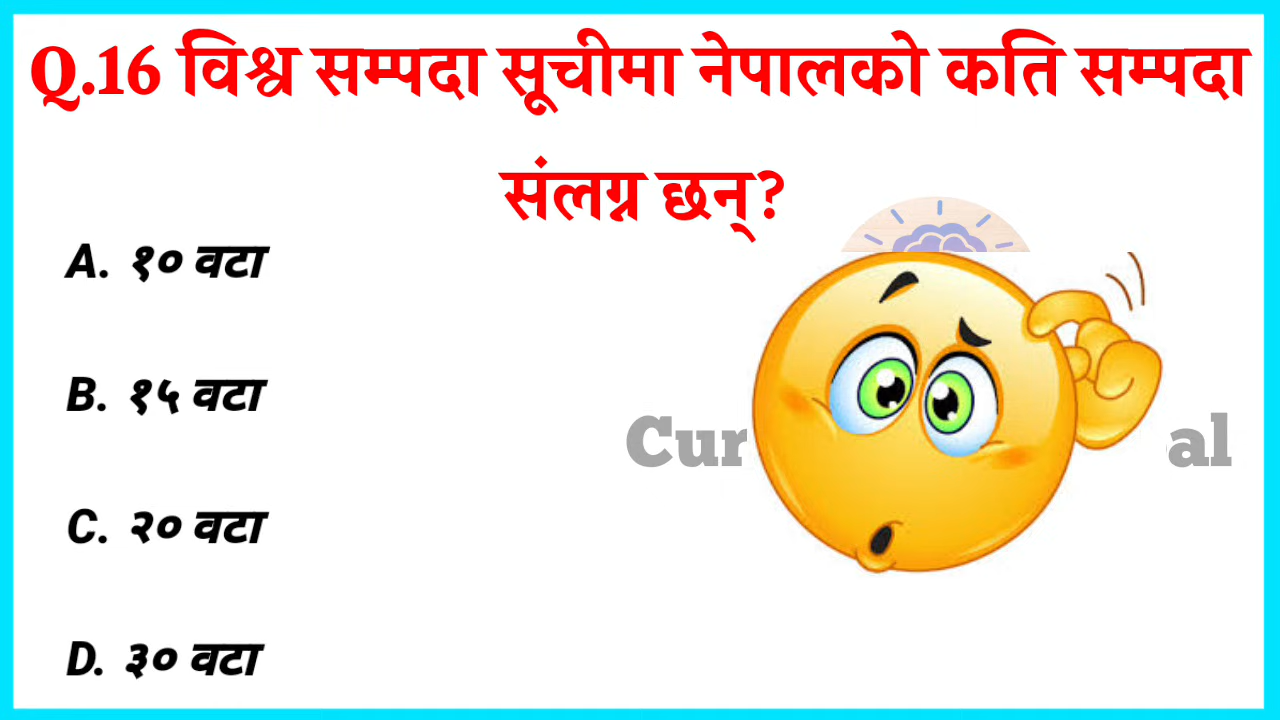 Q.16 विश्व सम्पदा सूचीमा नेपालको कति सम्पदा
संलग्न छन्?
A. १० वटा
B. १५ वटा
C. २० वटा
D. ३० वटा